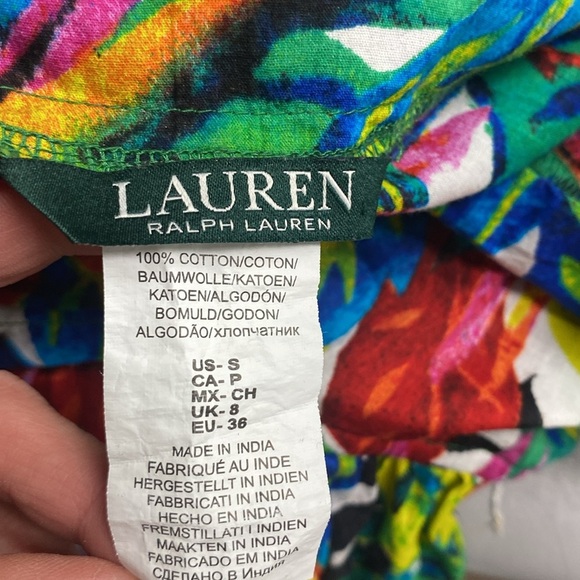 LAUREN
RALPH LAUREN
100% COTTON/COTON/
BAUMWOLLE/KATOEN/
KATOEN/ALGODÓN/
BOMULD/GODON/
ALGODÃO/хлопчатник
US- S
CA- P
MX- CH
UK- 8
EU- 36
MADE IN INDIA
FABRIQUÉ AU INDE
HERGESTELLT IN INDIEN
FABBRICATI IN INDIA
HECHO EN INDIA
FREMSTILLATI I INDIEN
MAAKTEN IN INDIA
FABRICADO EM INDIA
СДЕЛАНО В Индия